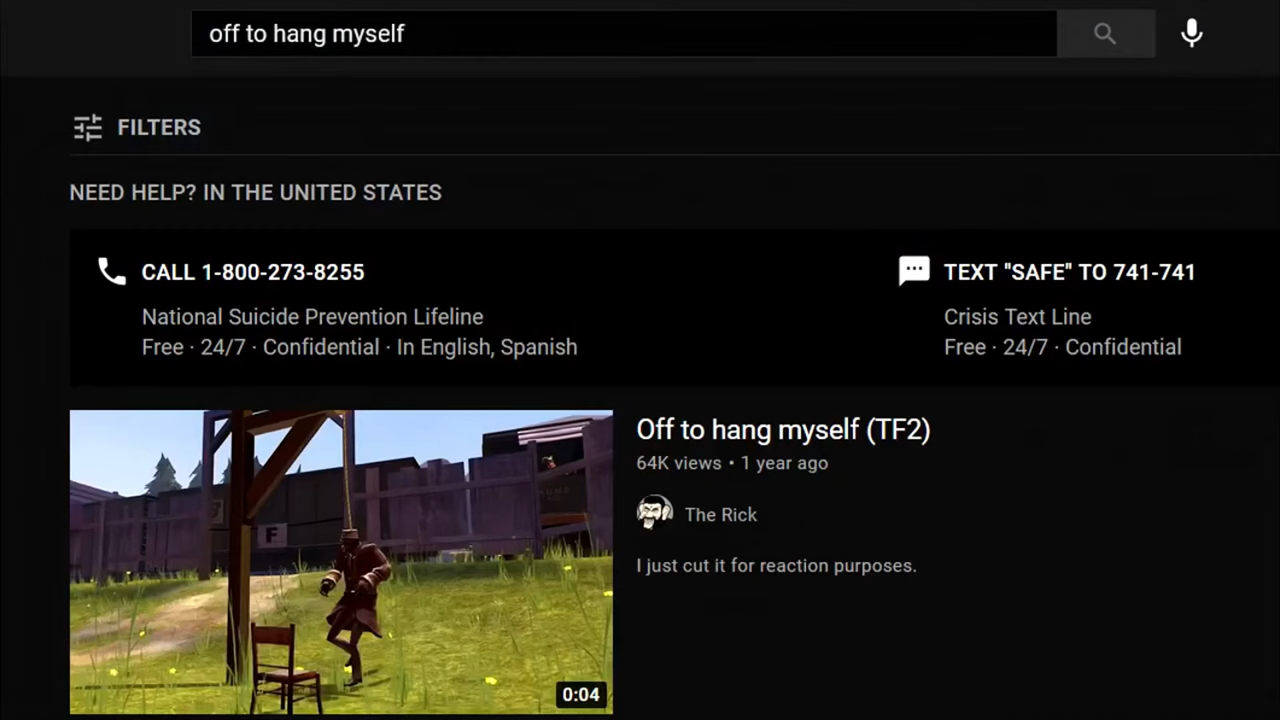 off to hang myself
FILTERS
NEED HELP? IN THE UNITED STATES
CALL 1-800-273-8255
National Suicide Prevention Lifeline
Free · 24/7 · Confidential · In English, Spanish
TEXT "SAFE" TO 741-741
Crisis Text Line
Free · 24/7 · Confidential
F
0:04
Off to hang myself (TF2)
64K views • 1 year ago
The Rick
I just cut it for reaction purposes.